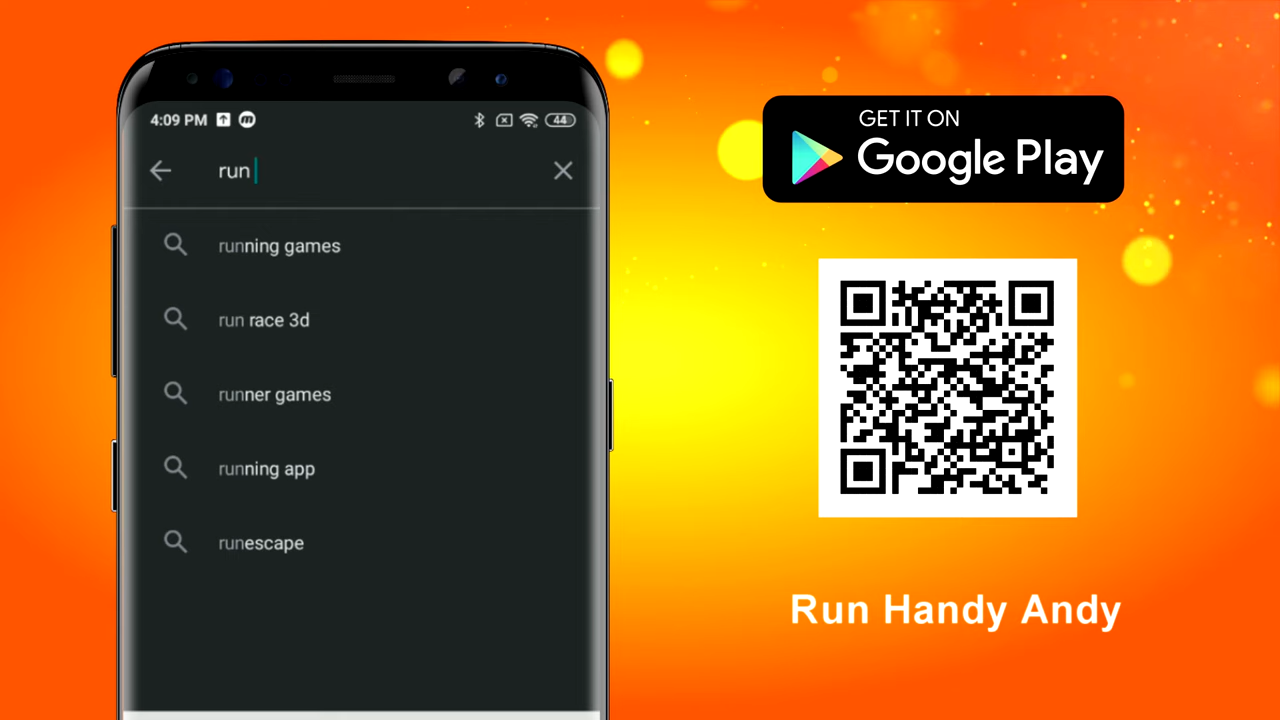 4:09 PM
44
run
running games
run race 3d
runner games
running app
runescape
GET IT ON
Google Play
Run Handy Andy